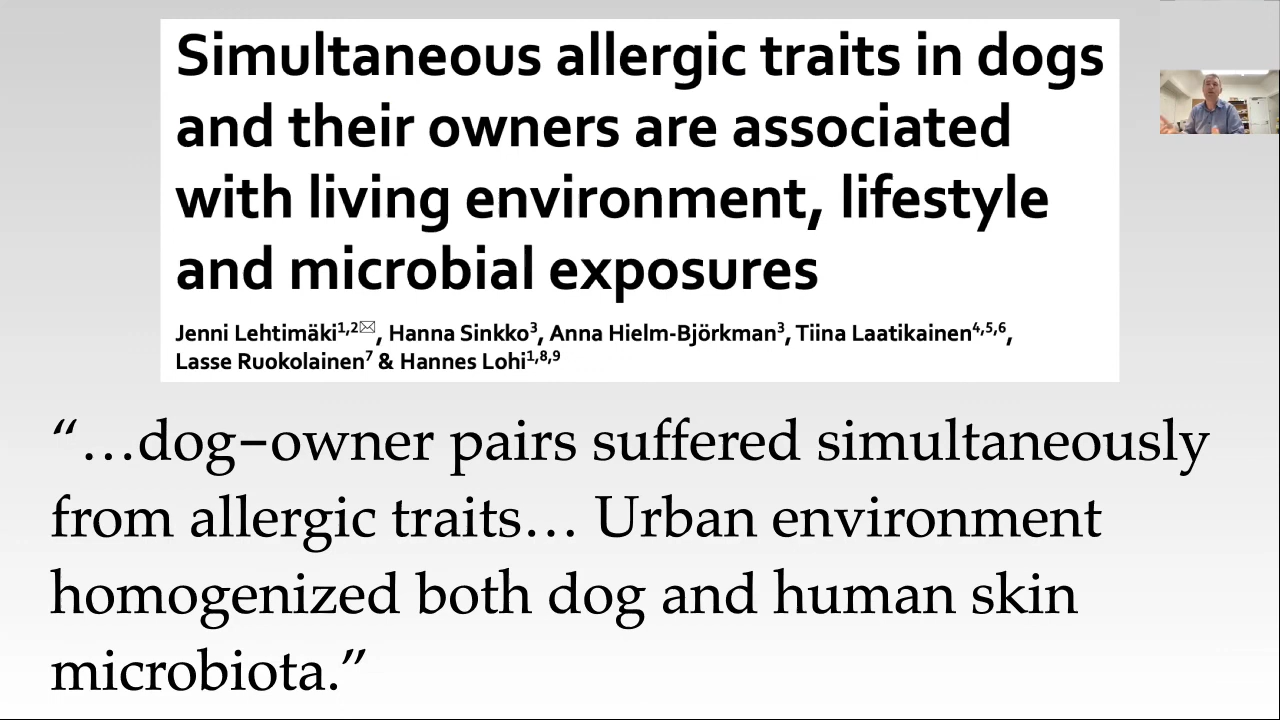 Simultaneous allergic traits in dogs
and their owners are associated
with living environment, lifestyle
and microbial exposures
Jenni Lehtimäki1,2✉, Hanna Sinkko3, Anna Hielm-Björkman3, Tiina Laatikainen4,5,6,
Lasse Ruokolainen7 & Hannes Lohi1,8,9
“…dog–owner pairs suffered simultaneously
from allergic traits… Urban environment
homogenized both dog and human skin
microbiota.”